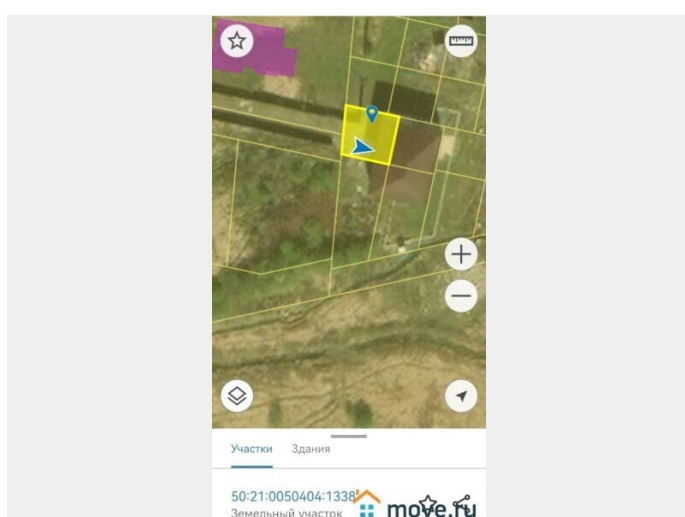 Участки Здания
50:21:0050404:1338
Земельный участок
move.ru